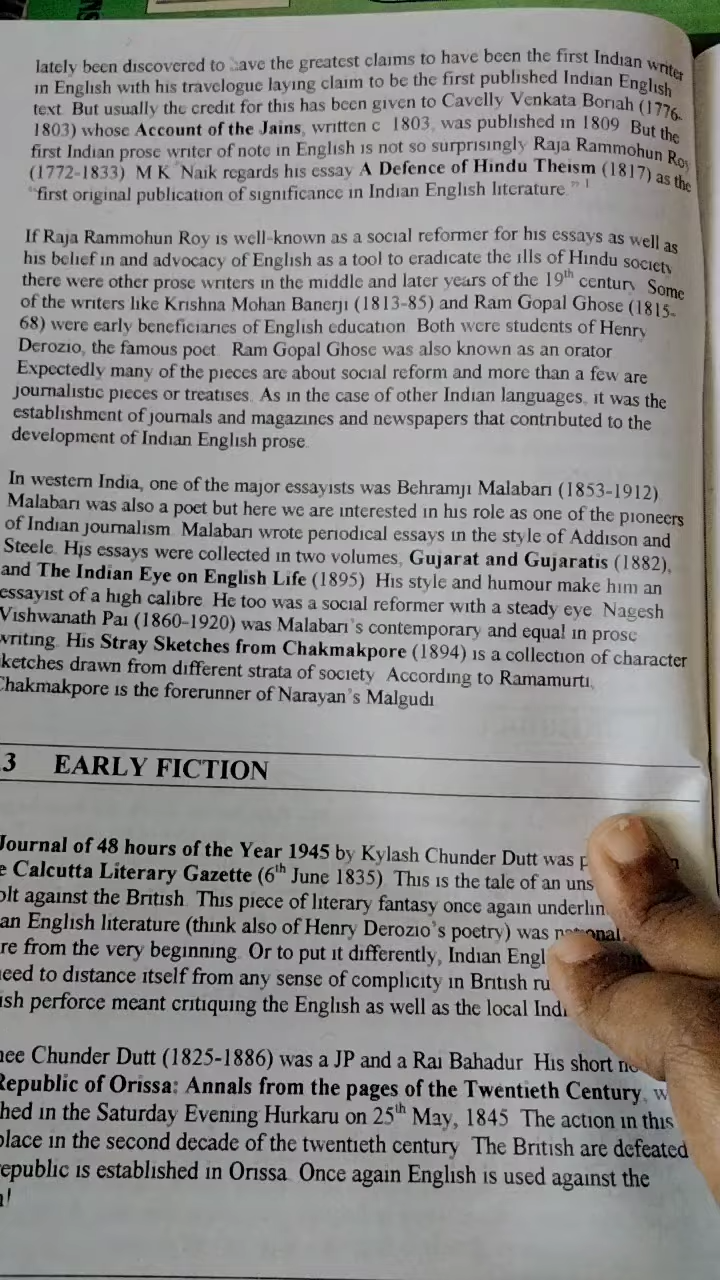 lately been discovered to have the greatest claims to have been the first Indian writer
in English with his travelogue laying claim to be the first published Indian English
text But usually the credit for this has been given to Cavelly Venkata Boriah (1776-
1803) whose Account of the Jains, written c 1803, was published in 1809 But the
first Indian prose writer of note in English is not so surprisingly Raja Rammohun Roy
(1772-1833) M K Naik regards his essay A Defence of Hindu Theism (1817) as the
"first original publication of significance in Indian English literature " 1
If Raja Rammohun Roy is well-known as a social reformer for his essays as well as
his belief in and advocacy of English as a tool to eradicate the ills of Hindu society
there were other prose writers in the middle and later years of the 19th century Some
of the writers like Krishna Mohan Banerji (1813-85) and Ram Gopal Ghose (1815-
68) were early beneficiaries of English education Both were students of Henry
Derozio, the famous poet Ram Gopal Ghose was also known as an orator
Expectedly many of the pieces are about social reform and more than a few are
journalistic pieces or treatises. As in the case of other Indian languages, it was the
establishment of journals and magazines and newspapers that contributed to the
development of Indian English prose
In western India, one of the major essayists was Behramji Malabari (1853-1912)
Malabari was also a poet but here we are interested in his role as one of the pioneers
of Indian journalism Malabari wrote periodical essays in the style of Addison and
Steele His essays were collected in two volumes, Gujarat and Gujaratis (1882),
and The Indian Eye on English Life (1895) His style and humour make him an
essayist of a high calibre He too was a social reformer with a steady eye Nagesh
Vishwanath Pai (1860-1920) was Malabari's contemporary and equal in prose
writing. His Stray Sketches from Chakmakpore (1894) is a collection of character
ketches drawn from different strata of society According to Ramamurti,
Chakmakpore is the forerunner of Narayan's Malgudi
.3 EARLY FICTION
Journal of 48 hours of the Year 1945 by Kylash Chunder Dutt was p
e Calcutta Literary Gazette (6th June 1835) This is the tale of an uns
olt against the British This piece of literary fantasy once again underlin
an English literature (think also of Henry Derozio's poetry) was
re from the very beginning Or to put it differently, Indian Engl
need to distance itself from any sense of complicity in British ru
ish perforce meant critiquing the English as well as the local Indi
hee Chunder Dutt (1825-1886) was a JP and a Rai Bahadur His short
Republic of Orissa: Annals from the pages of the Twentieth Century, w
hed in the Saturday Evening Hurkaru on 25th May, 1845 The action in this
place in the second decade of the twentieth century The British are defeated
republic is established in Orissa Once again English is used against the
!